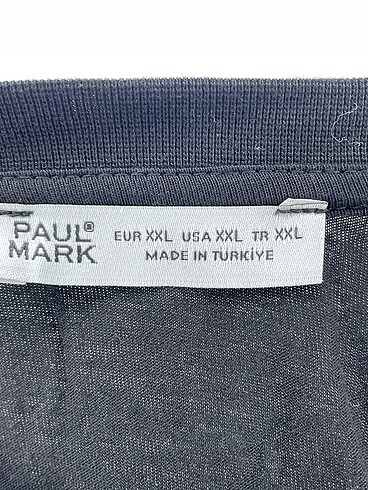 PAUL®
MARK
EUR XXL USA XXL TR XXL
MADE IN TÜRKİYE